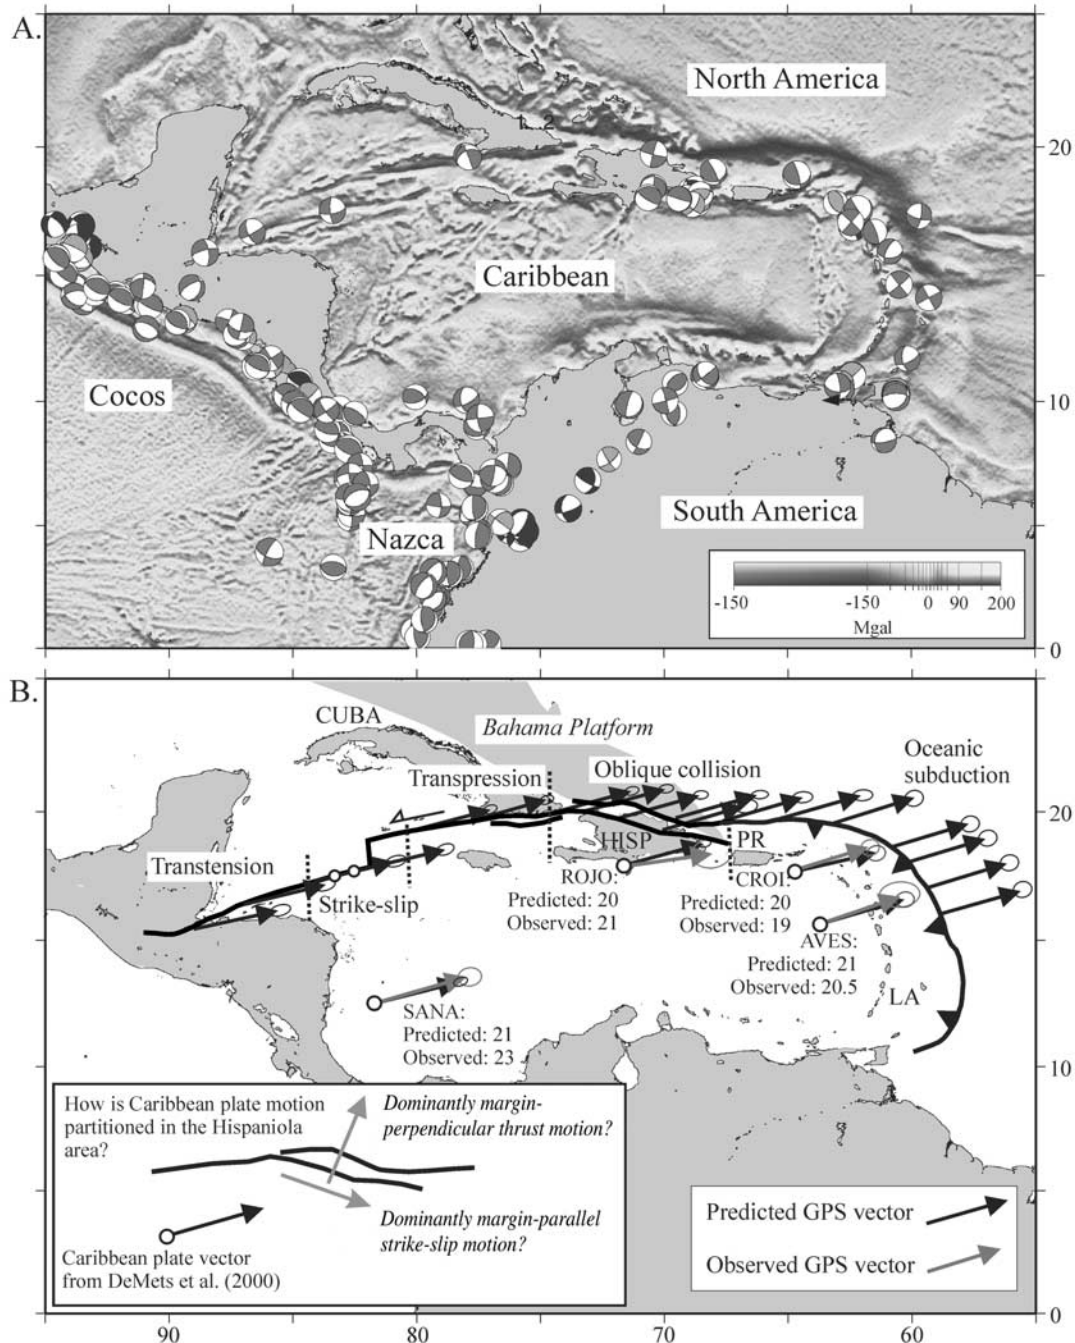 A.
North America
1 2
20
Caribbean
Cocos
10
Nazca
South America
-150 -150 0 90 200
Mgal
0
B.
CUBA
Bahama Platform
Oceanic
subduction
Transpression
Oblique collision
20
Transtension
HISP
PR
Strike-slip
ROJO:
Predicted: 20
Observed: 21
CROI:
Predicted: 20
Observed: 19
AVES:
Predicted: 21
Observed: 20.5
LA
SANA:
Predicted: 21
Observed: 23
10
How is Caribbean plate motion
partitioned in the Hispaniola
area?
Dominantly margin-
perpendicular thrust motion?
Dominantly margin-parallel
strike-slip motion?
Caribbean plate vector
from DeMets et al. (2000)
Predicted GPS vector
Observed GPS vector
0
90 80 70 60